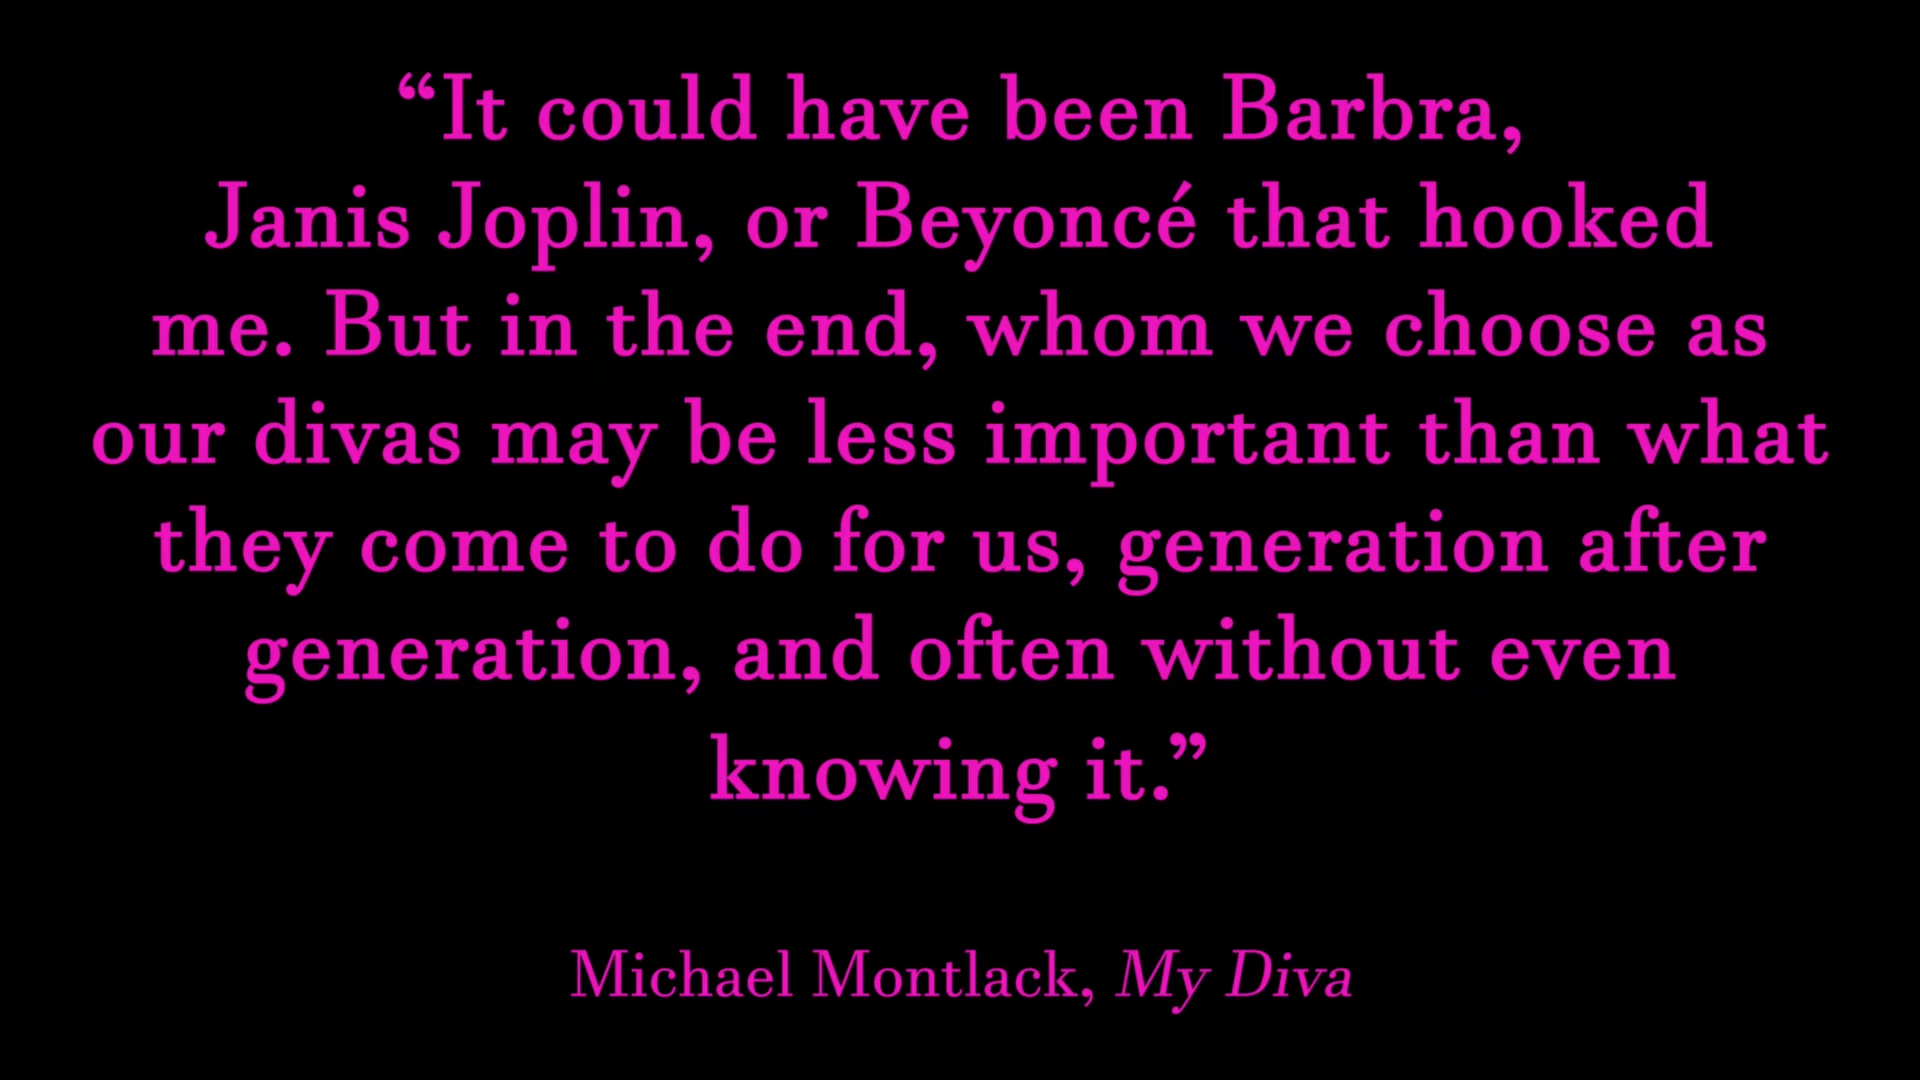 “It could have been Barbra,
Janis Joplin, or Beyoncé that hooked
me. But in the end, whom we choose as
our divas may be less important than what
they come to do for us, generation after
generation, and often without even
knowing it.”
Michael Montlack, My Diva